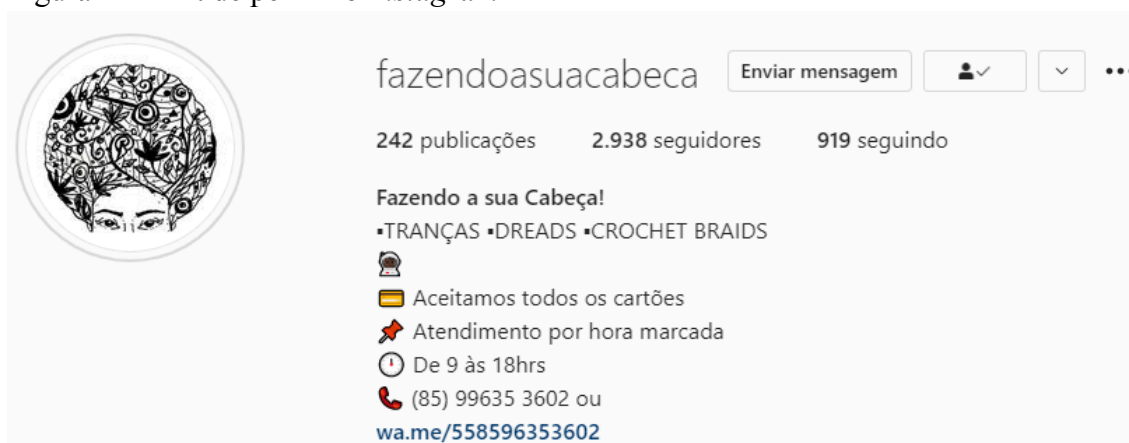 fazendoasuacabeca Enviar mensagem
242 publicações 2.938 seguidores 919 seguindo
Fazendo a sua Cabeça!
▪TRANÇAS ▪DREADS ▪CROCHET BRAIDS
Aceitamos todos os cartões
Atendimento por hora marcada
De 9 às 18hrs
(85) 99635 3602 ou
wa.me/558596353602